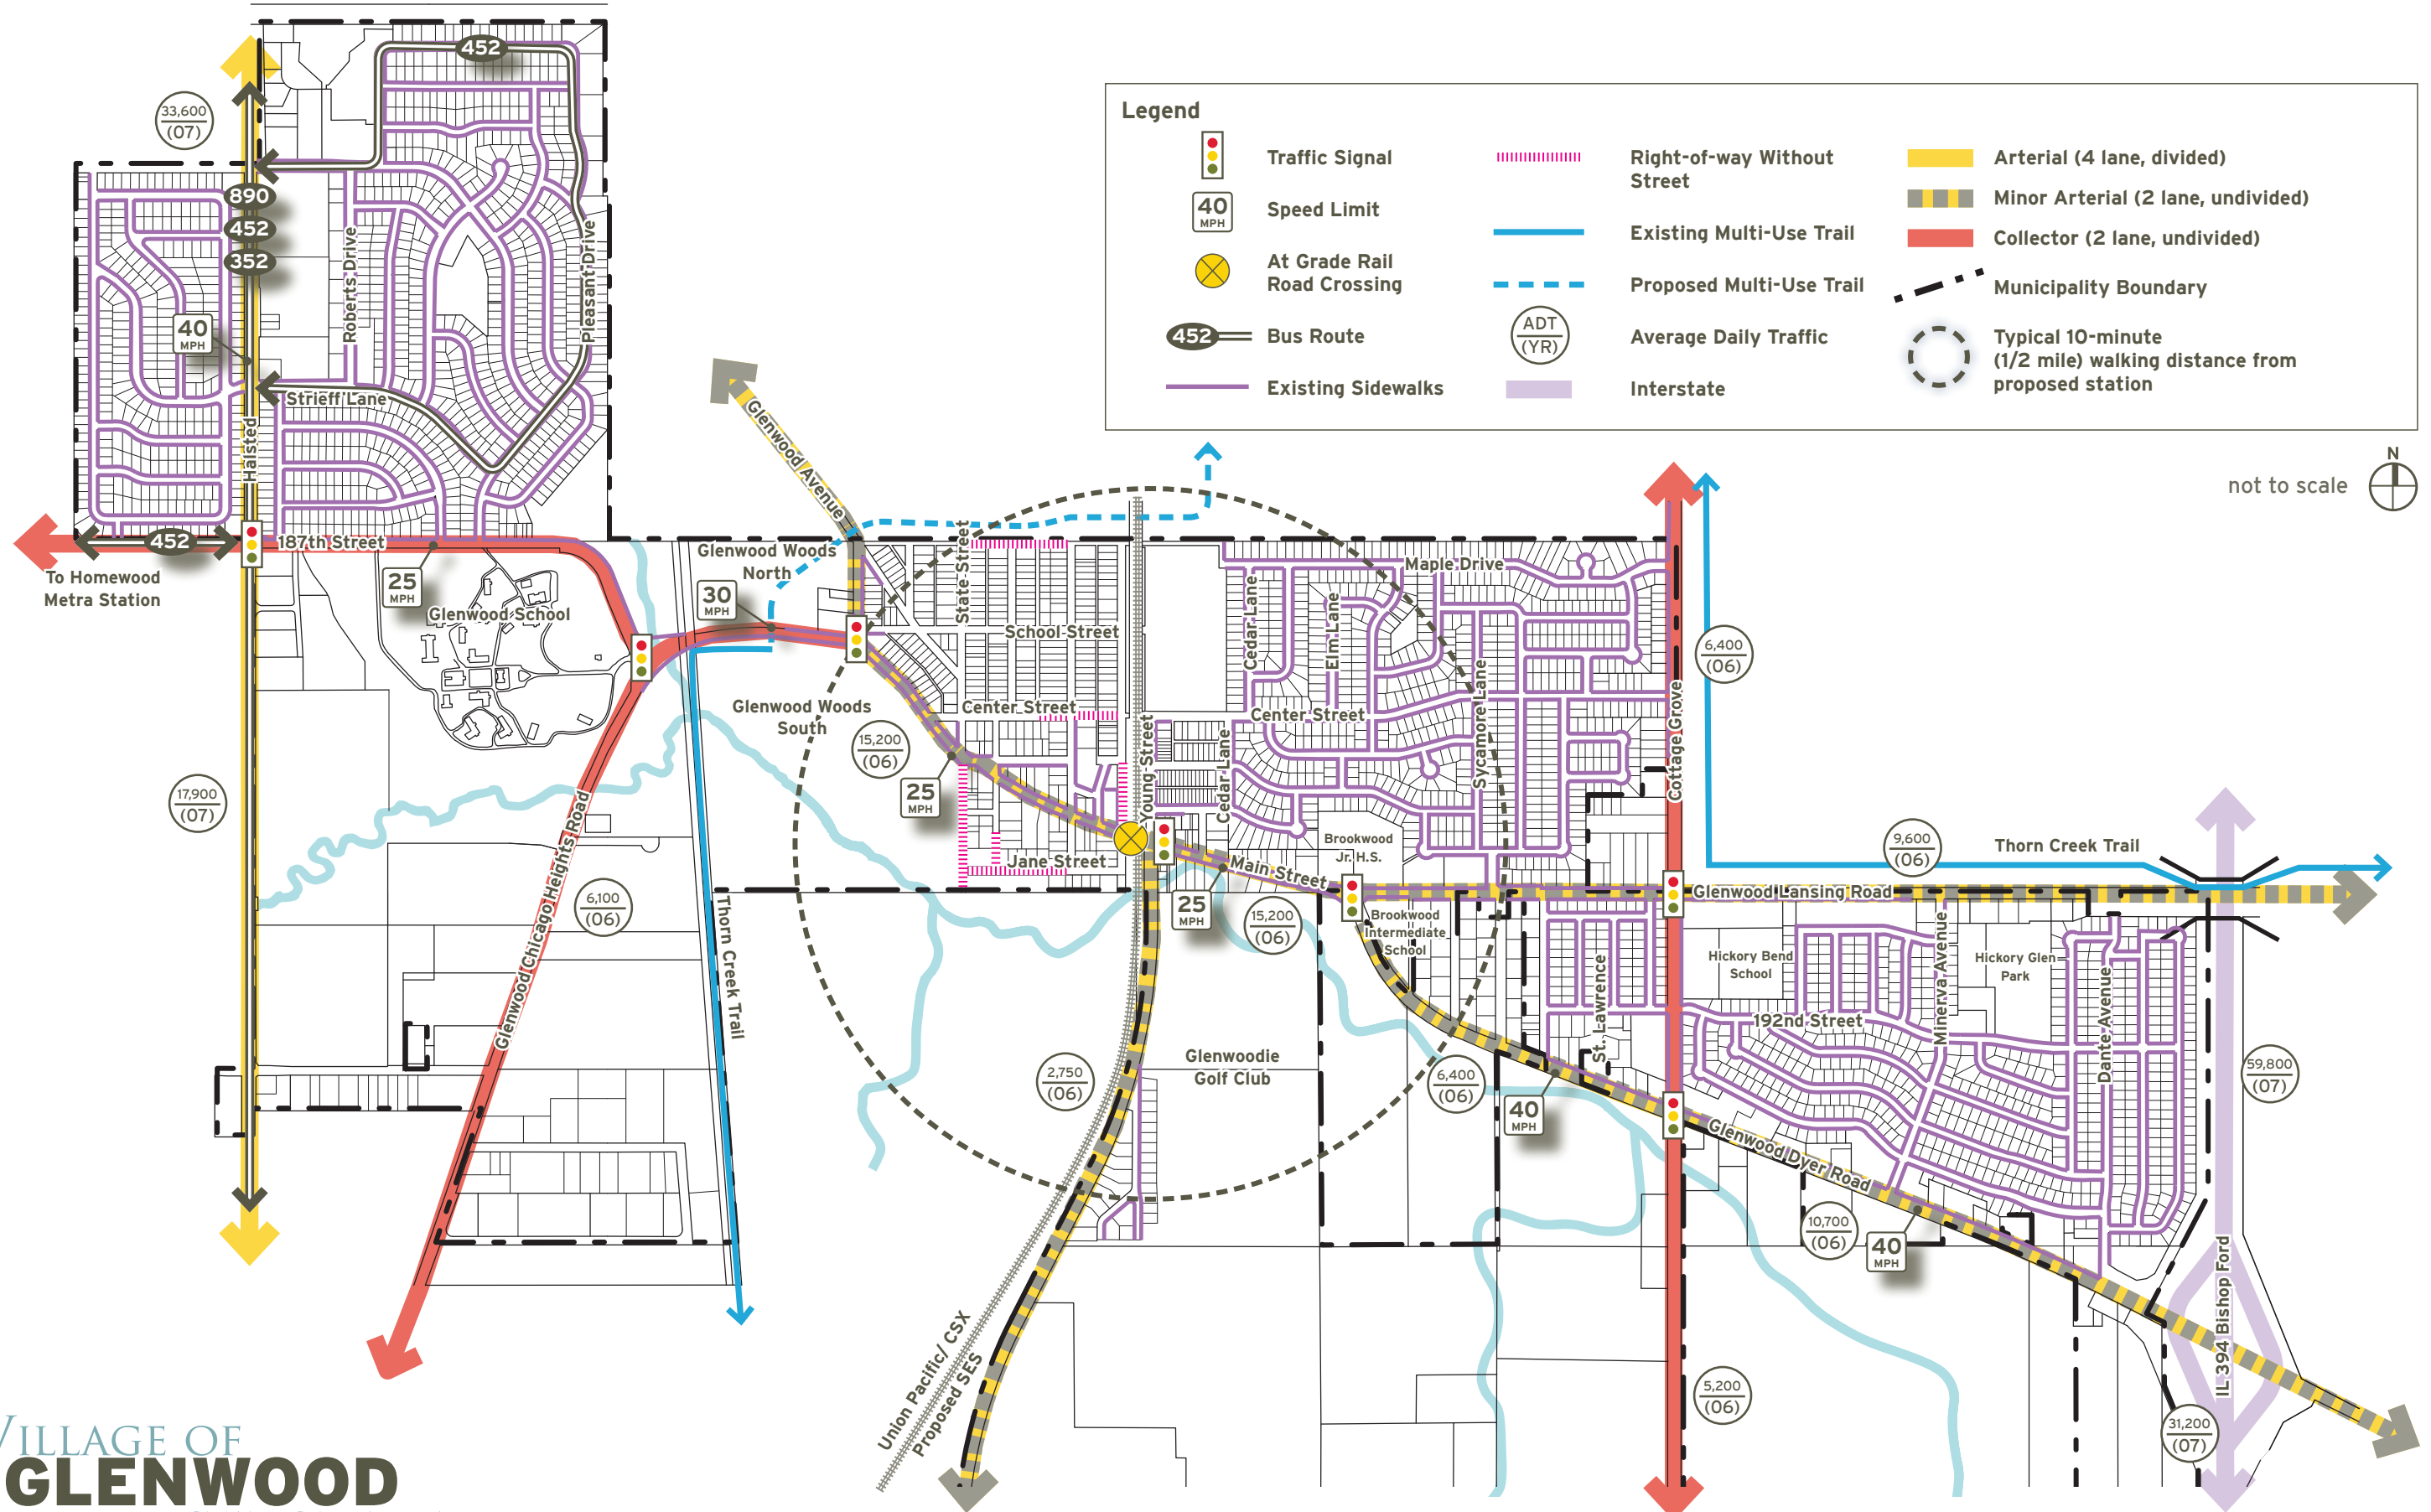 452
33,600
(07)
890
452
352
Roberts Drive
Pleasant Drive
40
MPH
Strieff Lane
Halsted
452
187th Street
To Homewood
Metra Station
25
MPH
Glenwood School
Legend
Traffic Signal
40
MPH
Speed Limit
At Grade Rail
Road Crossing
452
Bus Route
Existing Sidewalks
Right-of-way Without
Street
Existing Multi-Use Trail
Proposed Multi-Use Trail
ADT
(YR)
Average Daily Traffic
Interstate
Arterial (4 lane, divided)
Minor Arterial (2 lane, undivided)
Collector (2 lane, undivided)
Municipality Boundary
Typical 10-minute
(1/2 mile) walking distance from
proposed station
N
not to scale
Glenwood Avenue
Glenwood Woods
North
30
MPH
State Street
School Street
Center Street
Glenwood Woods
South
15,200
(06)
25
MPH
Jane Street
Young Street
Cedar Lane
Elm Lane
Maple Drive
Center Street
Cedar Lane
Sycamore Lane
Cottage Grove
6,400
(06)
Brookwood
Jr. H.S.
Main Street
25
MPH
15,200
(06)
Brookwood
Intermediate
School
9,600
(06)
Thorn Creek Trail
Glenwood Lansing Road
17,900
(07)
Glenwood Chicago Heights Road
6,100
(06)
Thorn Creek Trail
2,750
(06)
Glenwoodie
Golf Club
6,400
(06)
40
MPH
St. Lawrence
Hickory Bend
School
192nd Street
Minerva Avenue
Hickory Glen
Park
Dante Avenue
59,800
(07)
Glenwood Dyer Road
10,700
(06)
40
MPH
IL 394 Bishop Ford
31,200
(07)
5,200
(06)
Union Pacific/ CSX
Proposed SES
VILLAGE OF
GLENWOOD